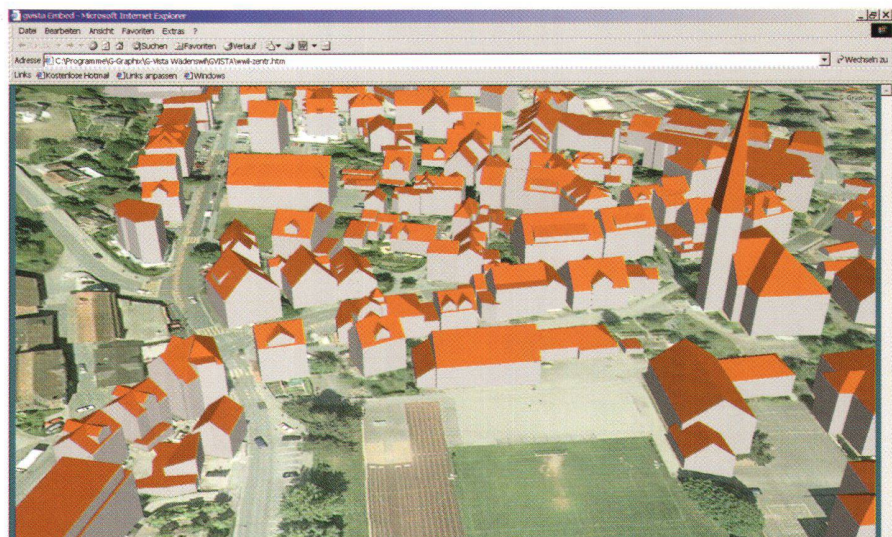 gvista Embed - Microsoft Internet Explorer
Datei Bearbeiten Ansicht Favoriten Extras ?
Suchen Favoriten Verlauf
Adresse C:\Programme\G-Graphix\G-Vista Wädenswil\GVISTA\wwil-zentr.htm Wechseln zu
Links Kostenlose Hotmail Links anpassen Windows
© Graphix